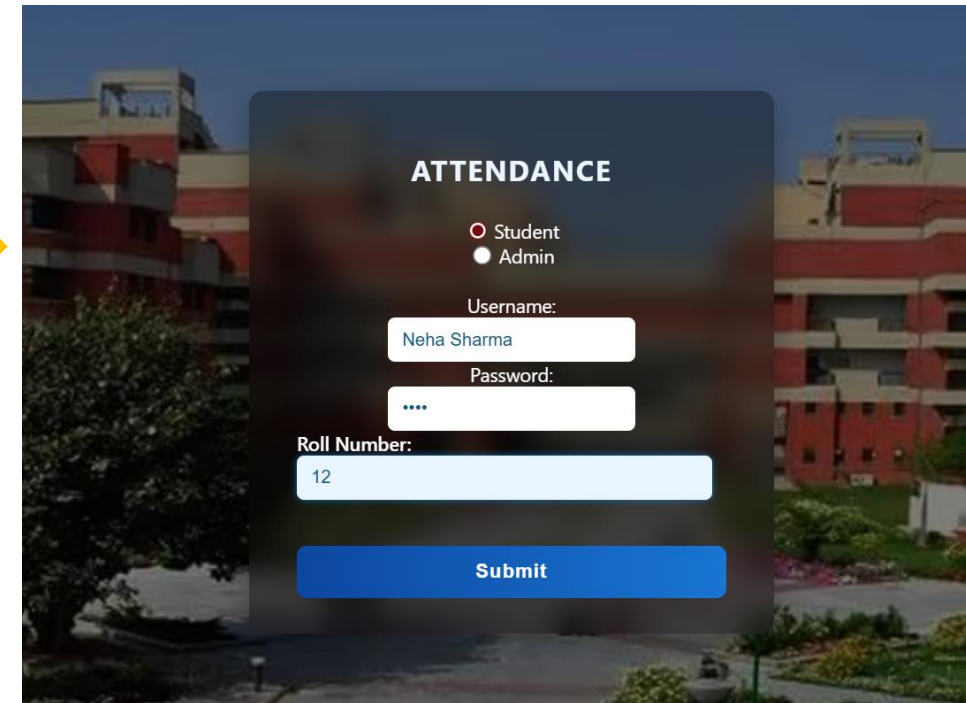 ATTENDANCE
Student
Admin
Username:
Neha Sharma
Password:
••••
Roll Number:
12
Submit